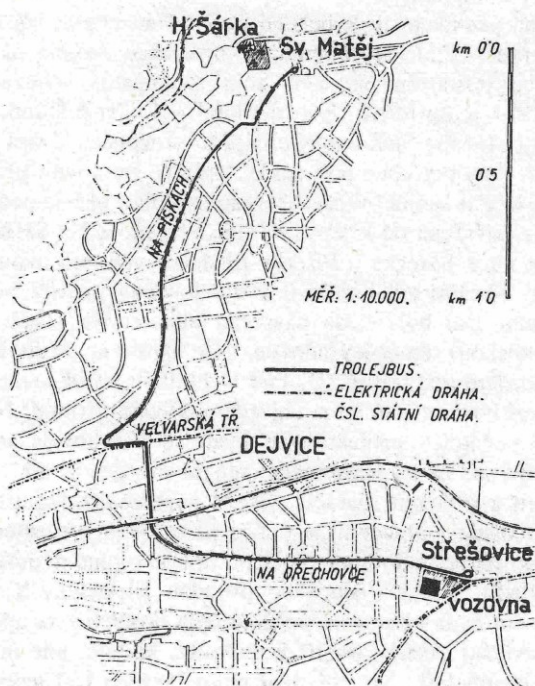 H. Šárka
Sv. Matěj
km 0'0
0'5
km 1'0
NA PÍSKÁCH
MĚŘ: 1:10.000.
TROLEJBUS.
ELEKTRICKÁ DRÁHA.
ČSL. STÁTNÍ DRÁHA.
VELVARSKÁ TŘ.
DEJVICE
Střešovice
NA OŘECHOVCE
vozovna